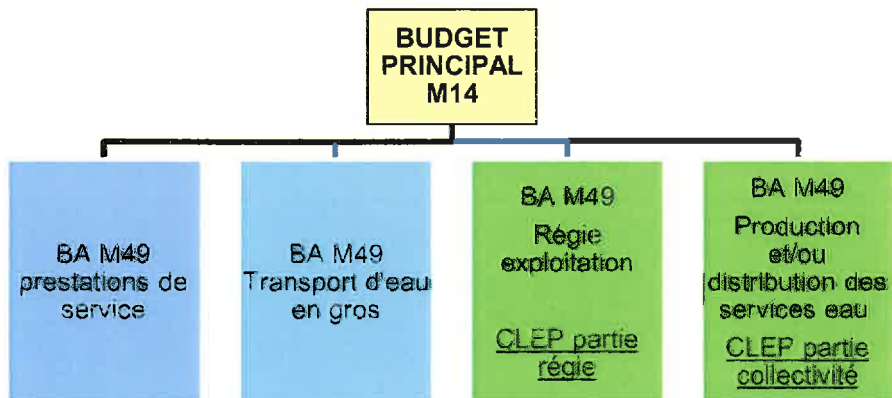 BUDGET
PRINCIPAL
M14
BA M49
prestations de
service
BA M49
Transport d'eau
en gros
BA M49
Régie
exploitation
CLEP partie
régie
BA M49
Production
et/ou
distribution des
services eau
CLEP partie
collectivité